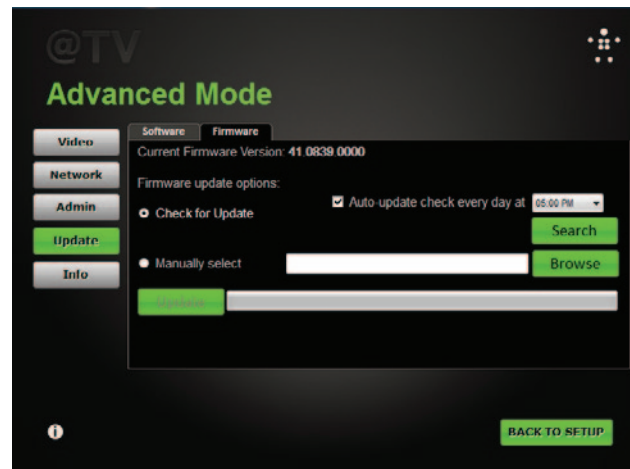 @TV
Advanced Mode
Video
Network
Admin
Update
Info
Software Firmware
Current Firmware Version: 41.0839.0000
Firmware update options:
Check for Update
Auto-update check every day at 05:00 PM
Search
Manually select
Browse
Update
BACK TO SETUP